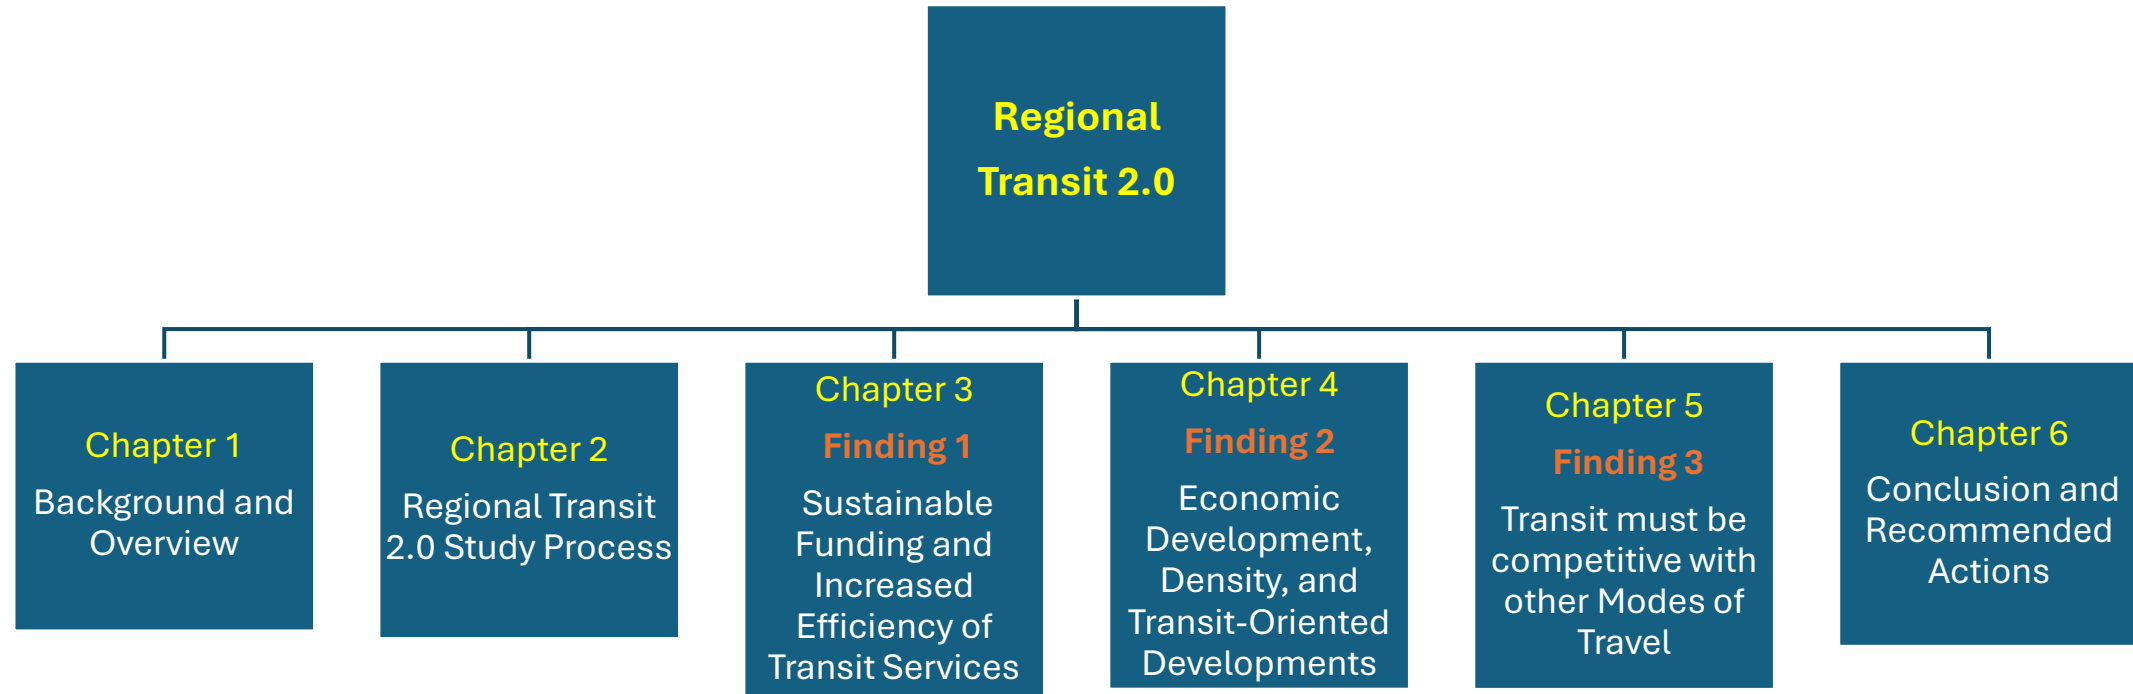 Regional
Transit 2.0
Chapter 1
Background and
Overview
Chapter 2
Regional Transit
2.0 Study Process
Chapter 3
Finding 1
Sustainable
Funding and
Increased
Efficiency of
Transit Services
Chapter 4
Finding 2
Economic
Development,
Density, and
Transit-Oriented
Developments
Chapter 5
Finding 3
Transit must be
competitive with
other Modes of
Travel
Chapter 6
Conclusion and
Recommended
Actions